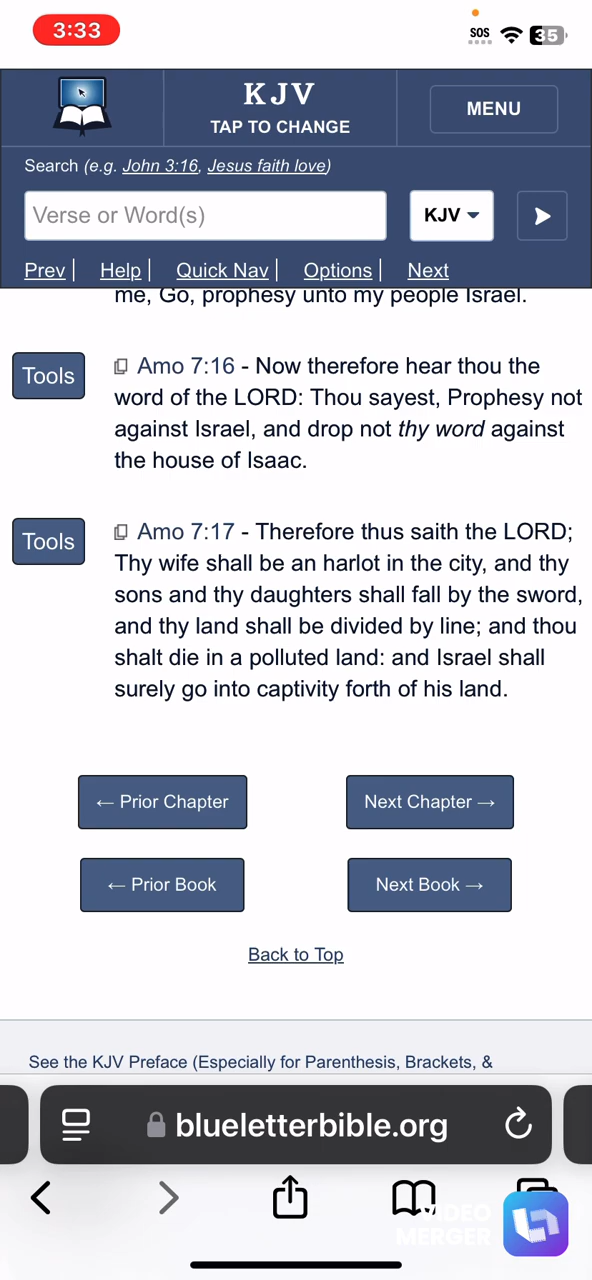 3:33
SOS
35
KJV
TAP TO CHANGE
MENU
Search (e.g. John 3:16, Jesus faith love)
Verse or Word(s)
KJV
Prev | Help | Quick Nav | Options | Next
me, Go, prophesy unto my people Israel.
Tools
Amo 7:16 - Now therefore hear thou the
word of the LORD: Thou sayest, Prophesy not
against Israel, and drop not thy word against
the house of Isaac.
Tools
Amo 7:17 - Therefore thus saith the LORD;
Thy wife shall be an harlot in the city, and thy
sons and thy daughters shall fall by the sword,
and thy land shall be divided by line; and thou
shalt die in a polluted land: and Israel shall
surely go into captivity forth of his land.
← Prior Chapter
Next Chapter →
← Prior Book
Next Book →
Back to Top
See the KJV Preface (Especially for Parenthesis, Brackets, &
blueletterbible.org
VIDEO
MERGER